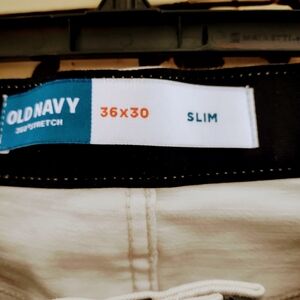 OLD NAVY
360° STRETCH
36x30
SLIM